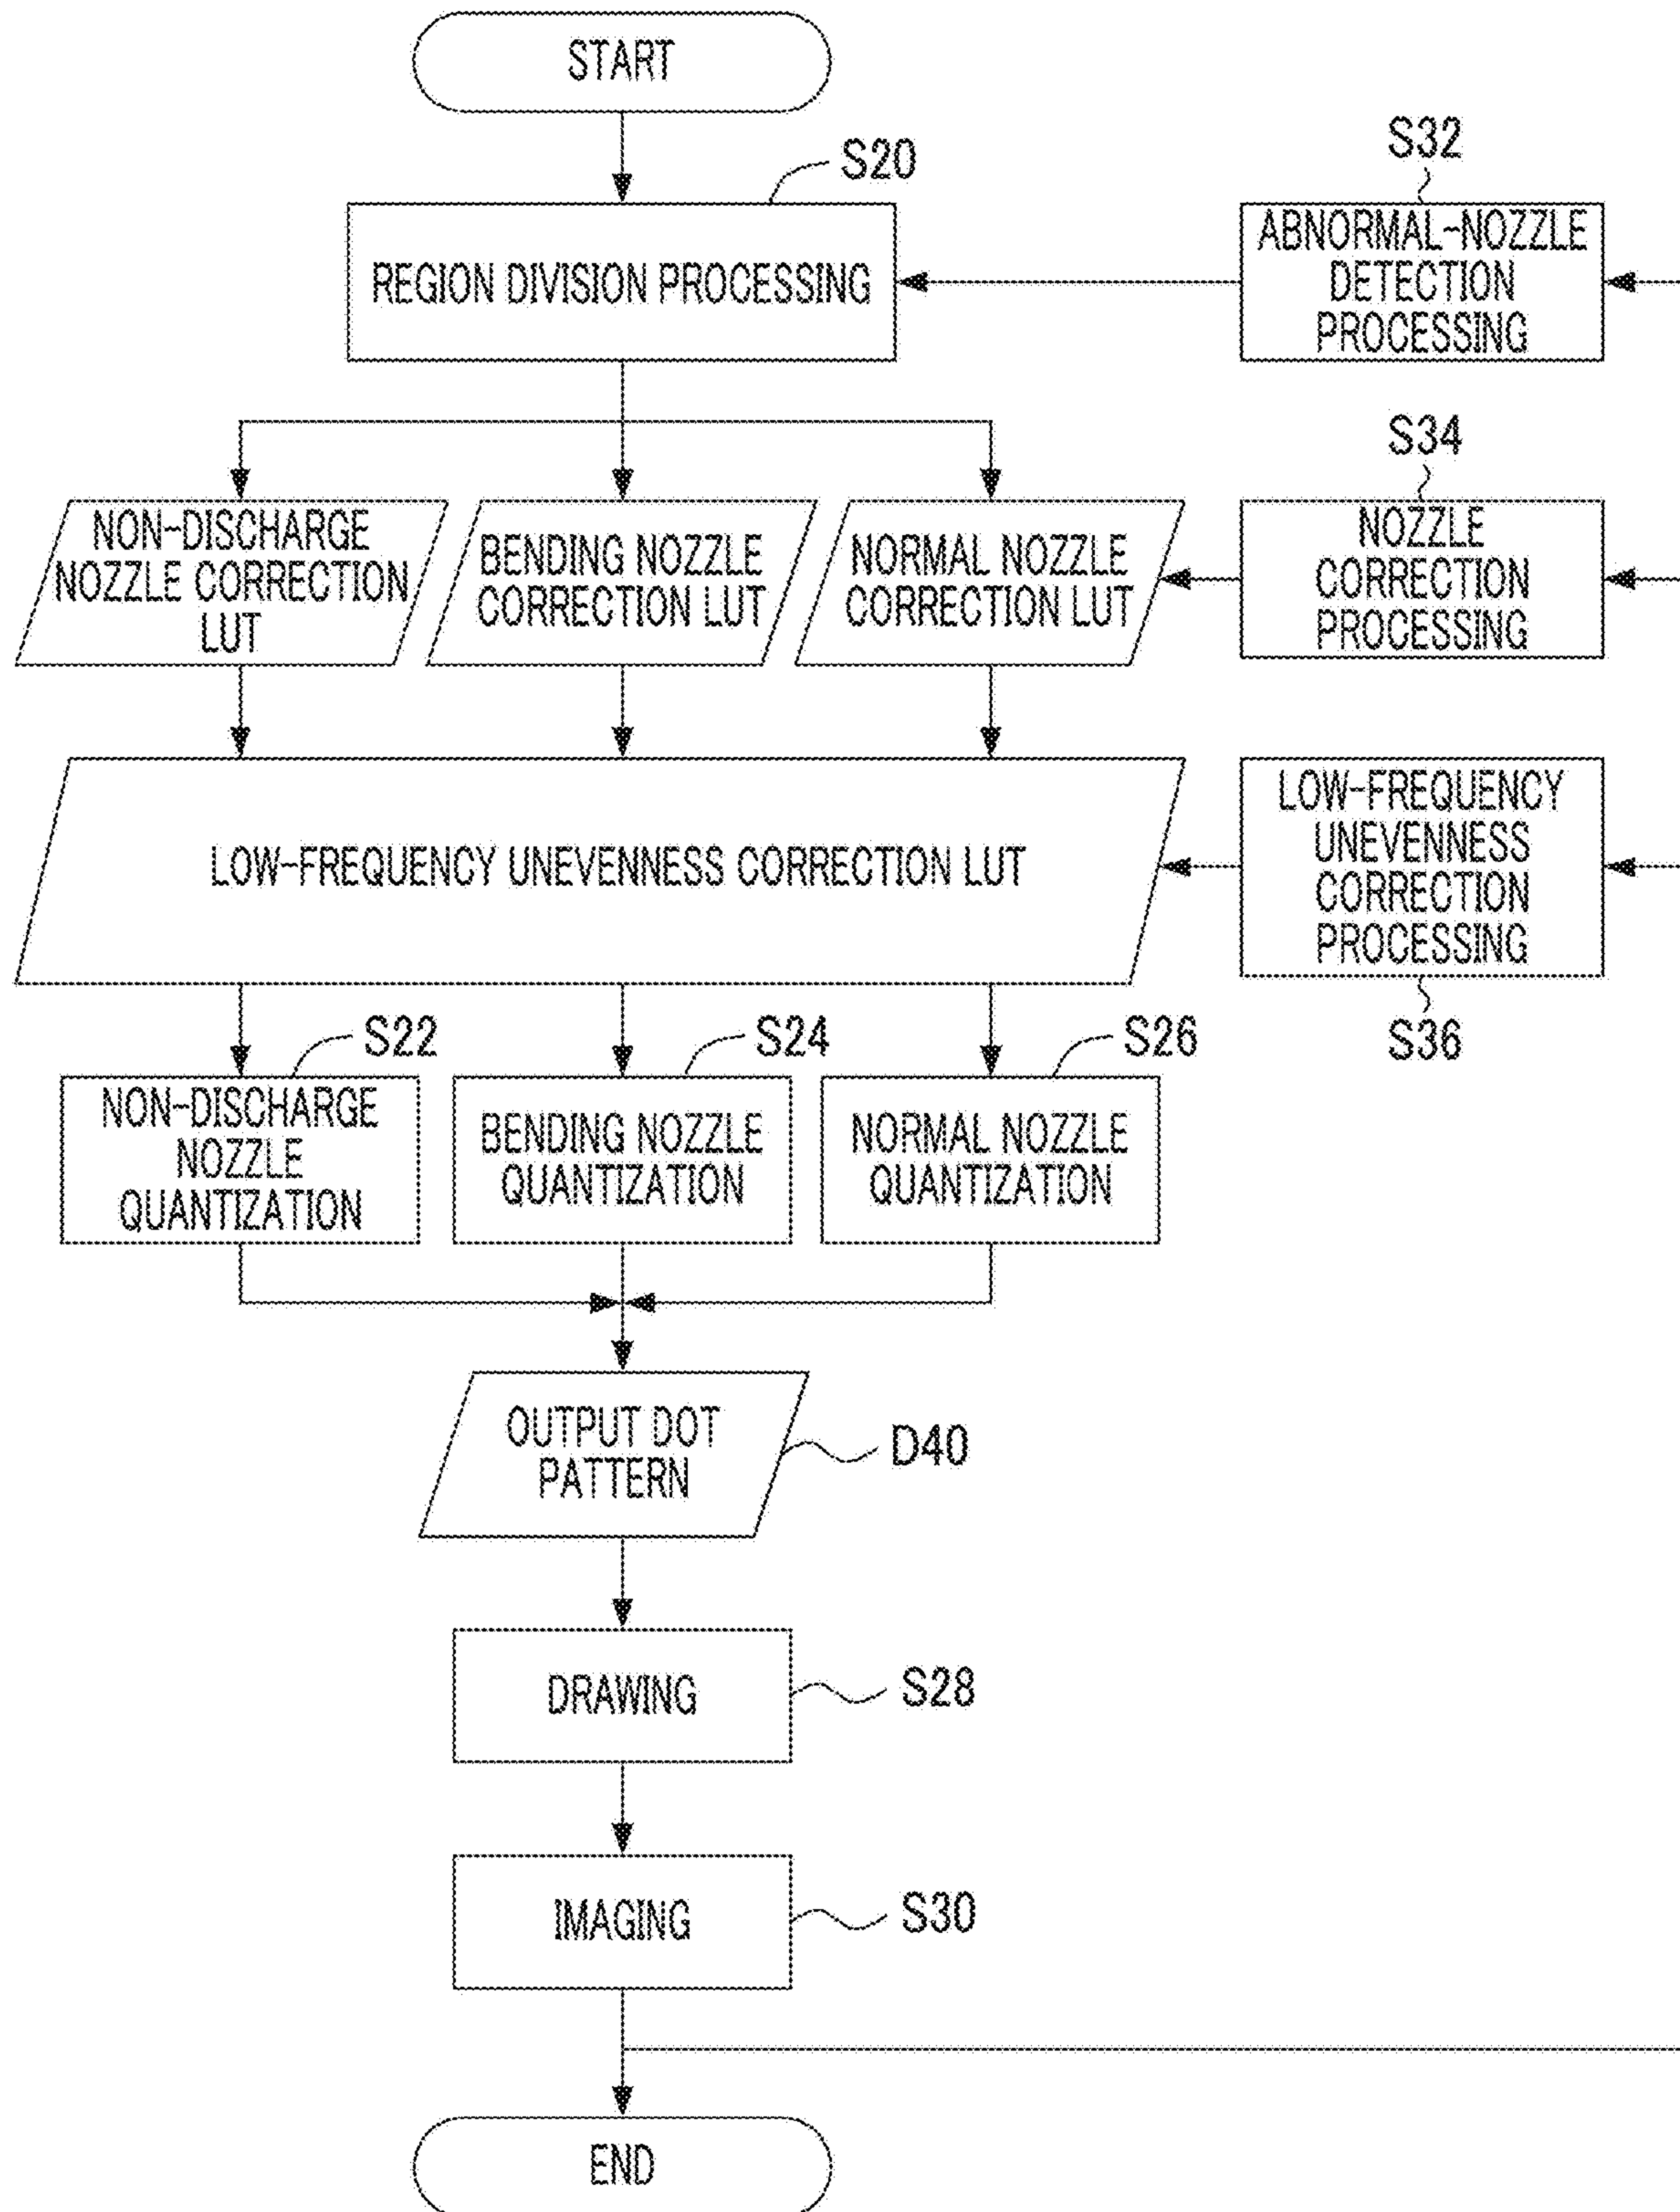 START
S20
REGION DIVISION PROCESSING
S32
ABNORMAL-NOZZLE
DETECTION
PROCESSING
NON-DISCHARGE
NOZZLE CORRECTION
LUT
BENDING NOZZLE
CORRECTION LUT
NORMAL NOZZLE
CORRECTION LUT
S34
NOZZLE
CORRECTION
PROCESSING
LOW-FREQUENCY UNEVENNESS CORRECTION LUT
LOW-FREQUENCY
UNEVENNESS
CORRECTION
PROCESSING
S36
S22
NON-DISCHARGE
NOZZLE
QUANTIZATION
S24
BENDING NOZZLE
QUANTIZATION
S26
NORMAL NOZZLE
QUANTIZATION
OUTPUT DOT
PATTERN
D40
DRAWING
S28
IMAGING
S30
END